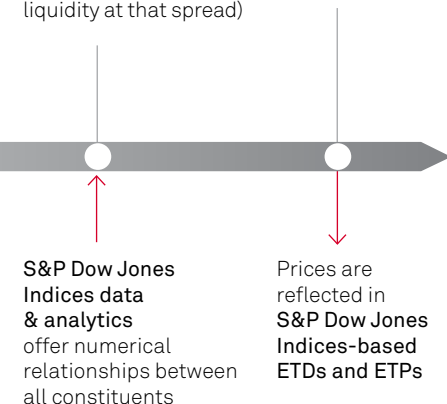 liquidity at that spread)
S&P Dow Jones
Indices data
& analytics
offer numerical
relationships between
all constituents
Prices are
reflected in
S&P Dow Jones
Indices-based
ETDs and ETPs